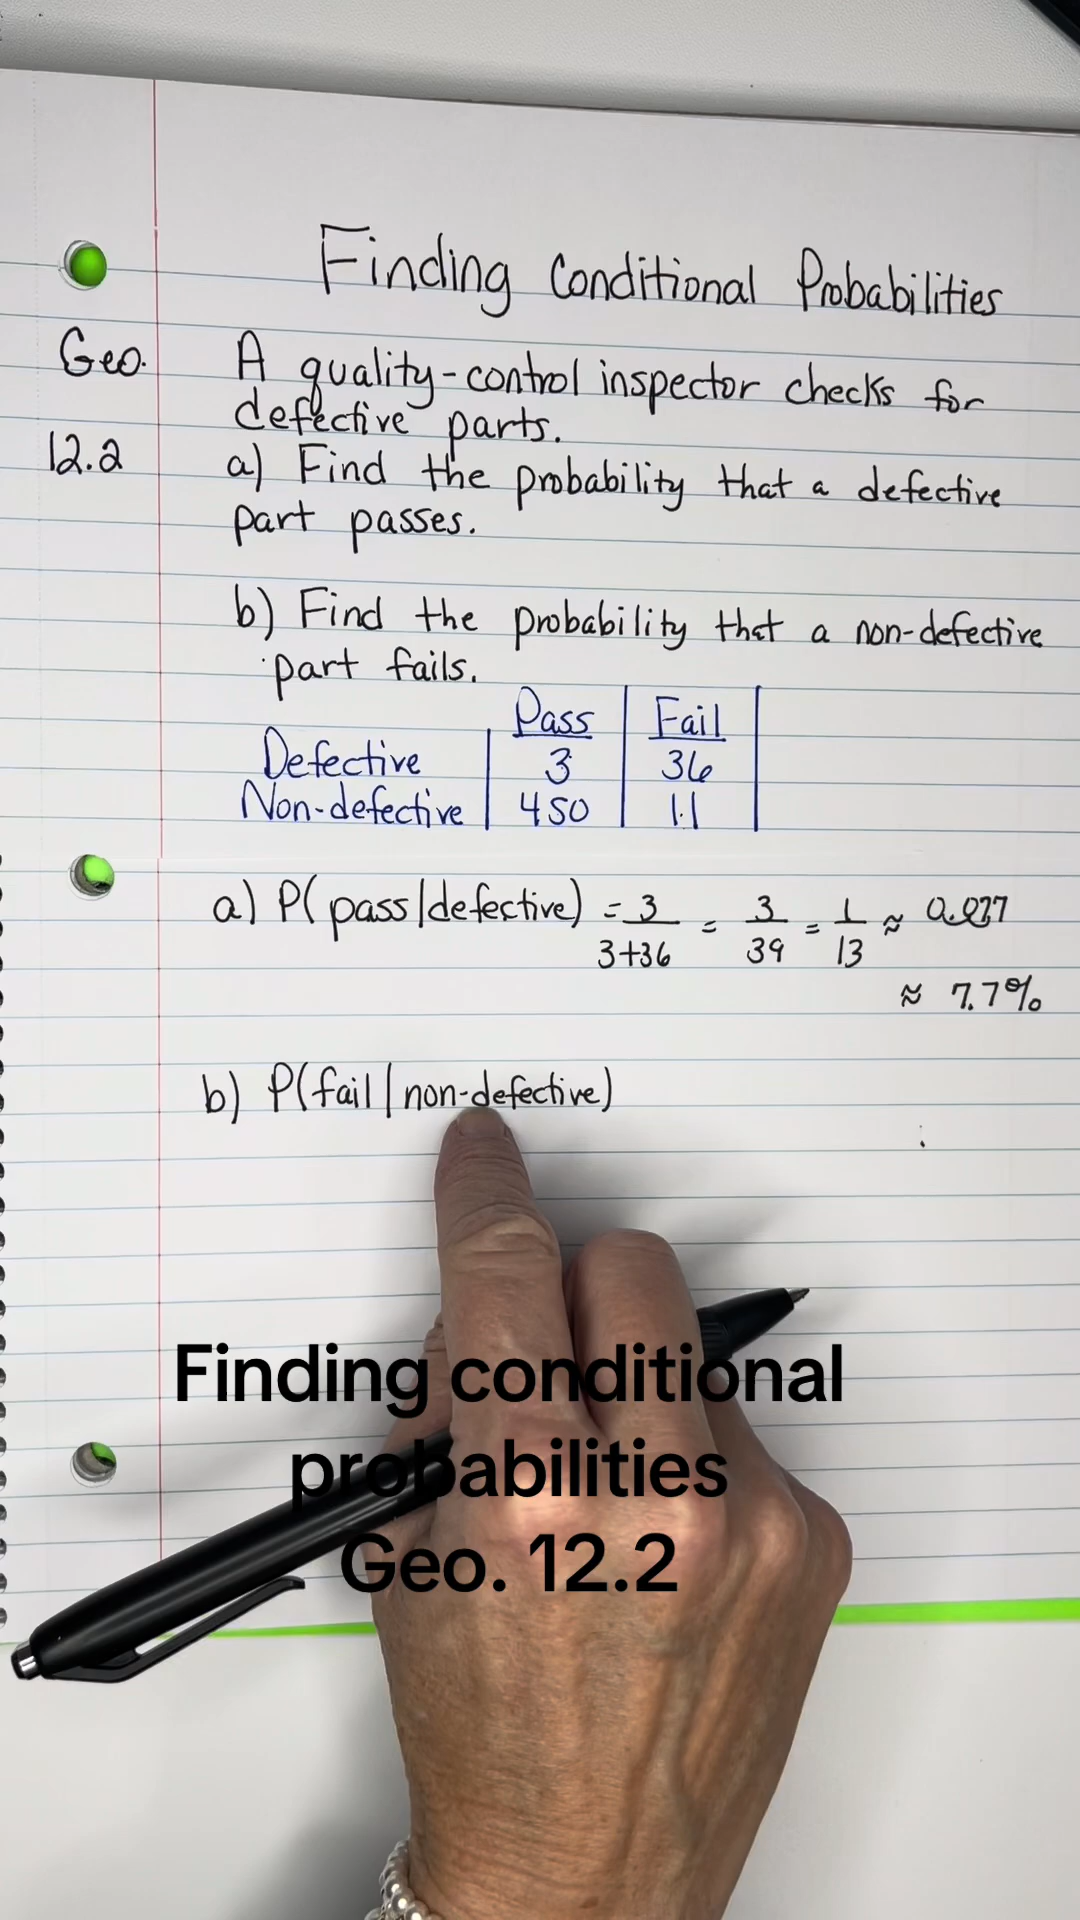 Finding Conditional Probabilities
Geo. A quality-control inspector checks for
defective parts.
12.2 a) Find the probability that a defective
part passes.
b) Find the probability that a non-defective
part fails.
Pass Fail
Defective 3 36
Non-defective 450 11
a) P(pass|defective) = 3/(3+36) = 3/39 = 1/13 ≈ 0.077
≈ 7.7%
b) P(fail|non-defective)
Finding conditional
probabilities
Geo. 12.2